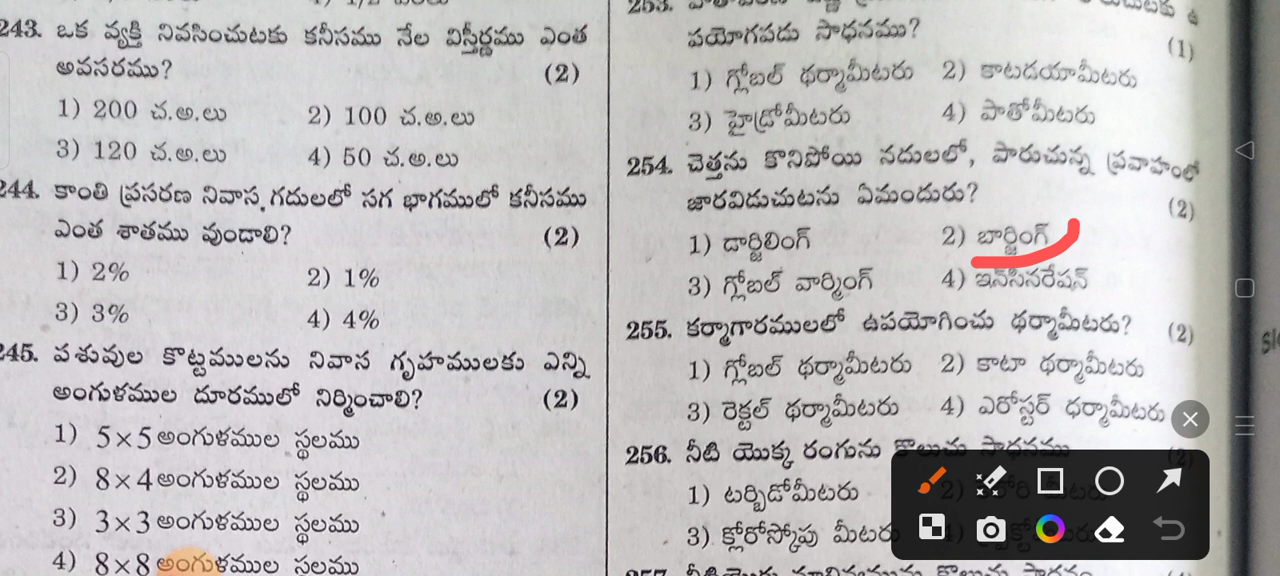 243. ఒక వ్యక్తి నివసించుటకు కనీసము నేల విస్తీర్ణము ఎంత
అవసరము? (2)
1) 200 చ.అ.లు 2) 100 చ.అ.లు
3) 120 చ.అ.లు 4) 50 చ.అ.లు
244. కాంతి ప్రసరణ నివాస గదులలో సగ భాగములో కనీసము
ఎంత శాతము వుండాలి? (2)
1) 2% 2) 1%
3) 3% 4) 4%
245. పశువుల కొట్టములను నివాస గృహములకు ఎన్ని
అంగుళముల దూరములో నిర్మించాలి? (2)
1) 5×5 అంగుళముల స్థలము
2) 8×4 అంగుళముల స్థలము
3) 3×3 అంగుళముల స్థలము
4) 8×8 అంగుళముల స్థలము
253.
పయోగపడు సాధనము? (1)
1) గ్లోబల్ థర్మామీటరు 2) కాటదయామీటరు
3) హైడ్రోమీటరు 4) పాతోమీటరు
254. చెత్తను కొనిపోయి నదులలో, పారుచున్న ప్రవాహంలో
జారవిడుచుటను ఏమందురు? (2)
1) డార్జిలింగ్ 2) బార్జింగ్
3) గ్లోబల్ వార్మింగ్ 4) ఇన్‌సినరేషన్
255. కర్మాగారములలో ఉపయోగించు థర్మామీటరు? (2)
1) గ్లోబల్ థర్మామీటరు 2) కాటా థర్మామీటరు
3) రెక్టల్ థర్మామీటరు 4) ఎరోస్టర్ ధర్మామీటరు
256. నీటి యొక్క రంగును కొలుచు సాధనము
1) టర్బిడోమీటరు
3) క్లోరోస్కోపు మీటరు